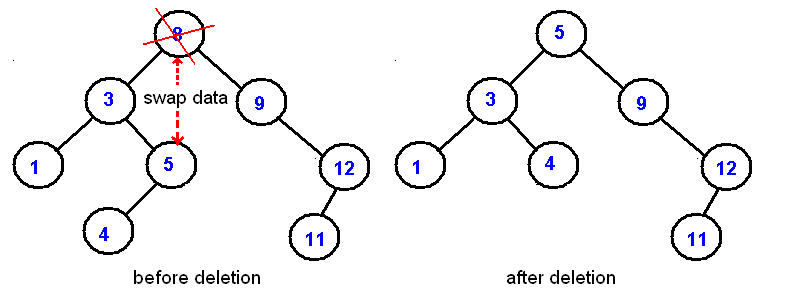 8 5
3 swap data 9 3 9
1 5 12 1 4 12
4 11 11
before deletion after deletion